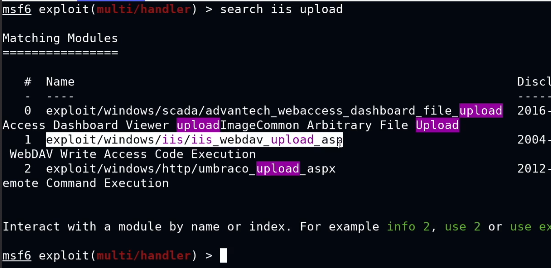 msf6 exploit(multi/handler) > search iis upload
Matching Modules
================
# Name Discl
- ---- -----
0 exploit/windows/scada/advantech_webaccess_dashboard_file_upload 2016-
Access Dashboard Viewer uploadImageCommon Arbitrary File Upload
1 exploit/windows/iis/iis_webdav_upload_asp 2004-
WebDAV Write Access Code Execution
2 exploit/windows/http/umbraco_upload_aspx 2012-
emote Command Execution
Interact with a module by name or index. For example info 2, use 2 or use ex
msf6 exploit(multi/handler) >